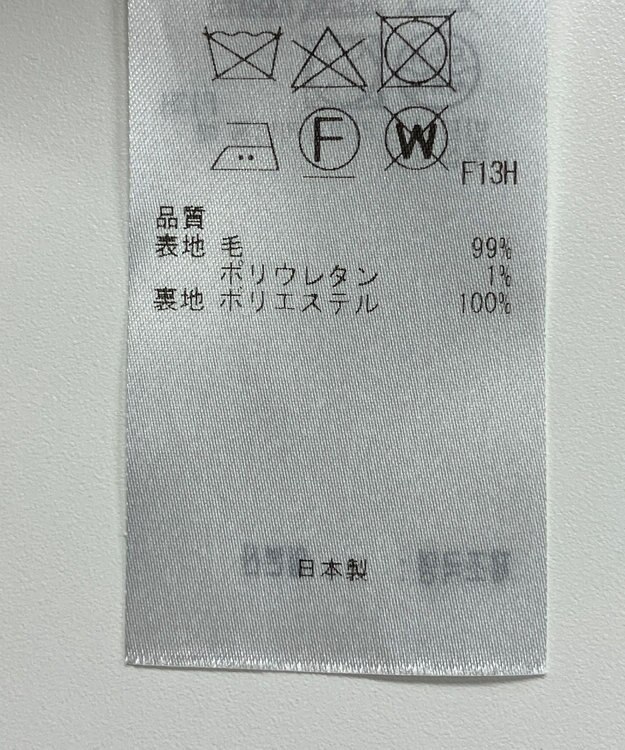 F W F13H
品質
表地 毛 99%
ポリウレタン 1%
裏地 ポリエステル 100%
日本製